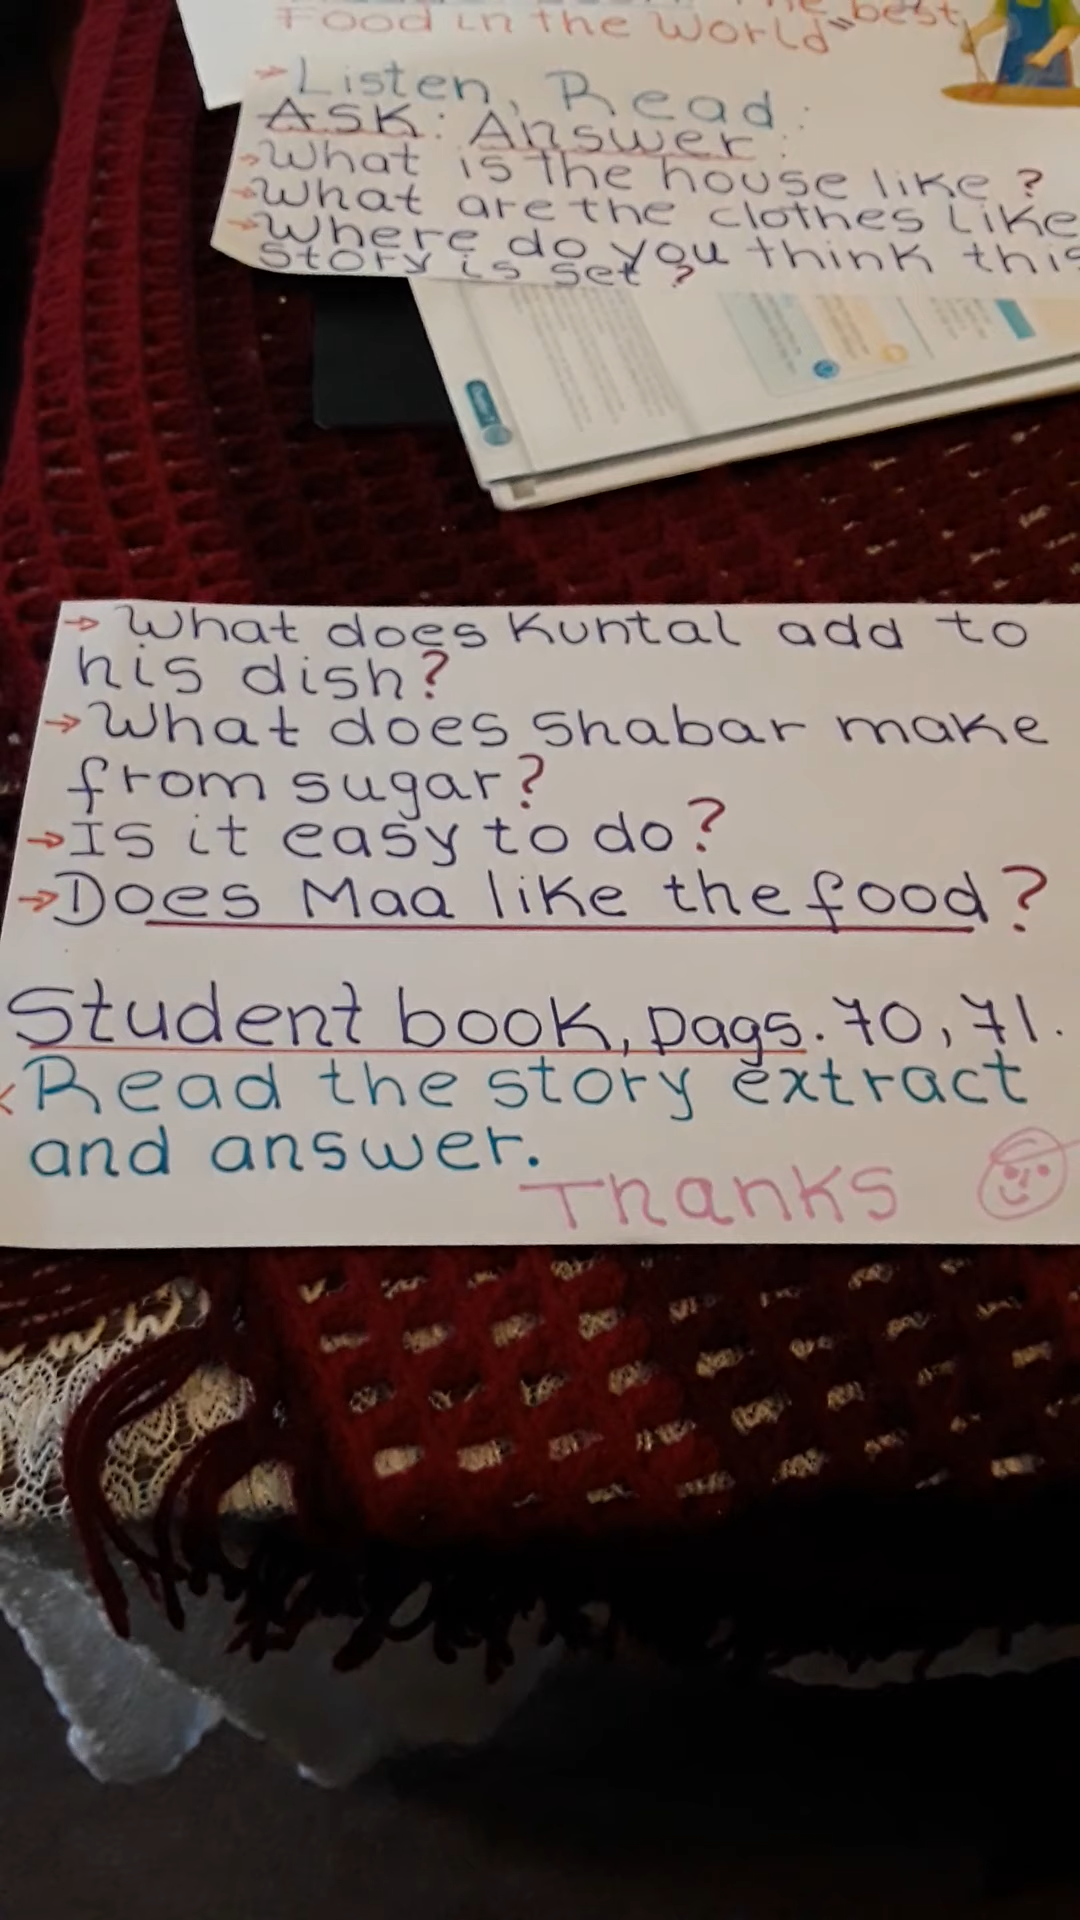 The best
Food in the World"
→ Listen, Read:
ASK: Answer:
→ What is the house like?
→ What are the clothes like
→ Where do you think this
story is set?
→ What does Kuntal add to
his dish?
→ What does Shabar make
from sugar?
→ Is it easy to do?
→ Does Maa like the food?
Student book, pags. 70, 71.
Read the story extract
and answer.
Thanks